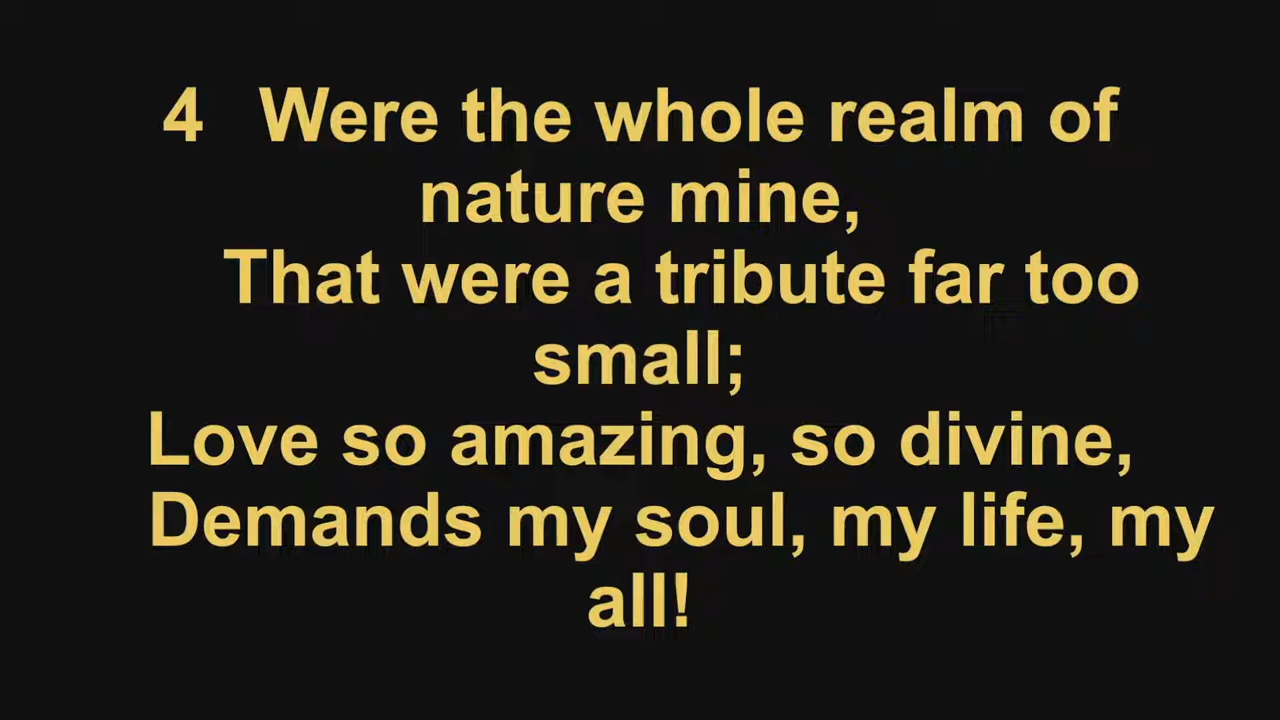 4 Were the whole realm of
nature mine,
That were a tribute far too
small;
Love so amazing, so divine,
Demands my soul, my life, my
all!